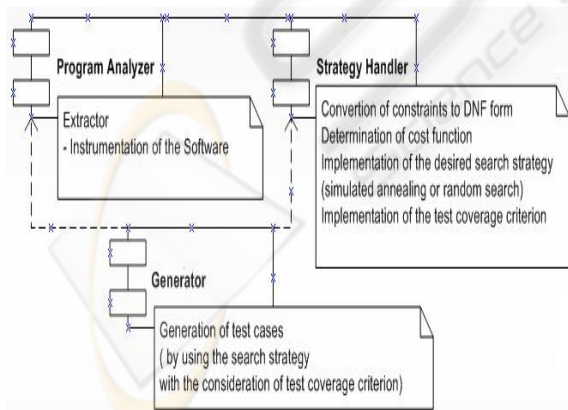 Program Analyzer
Extractor
- Instrumentation of the Software
Strategy Handler
Convertion of constraints to DNF form
Determination of cost function
Implementation of the desired search strategy
(simulated annealing or random search)
Implementation of the test coverage criterion
Generator
Generation of test cases
( by using the search strategy
with the consideration of test coverage criterion)
Science